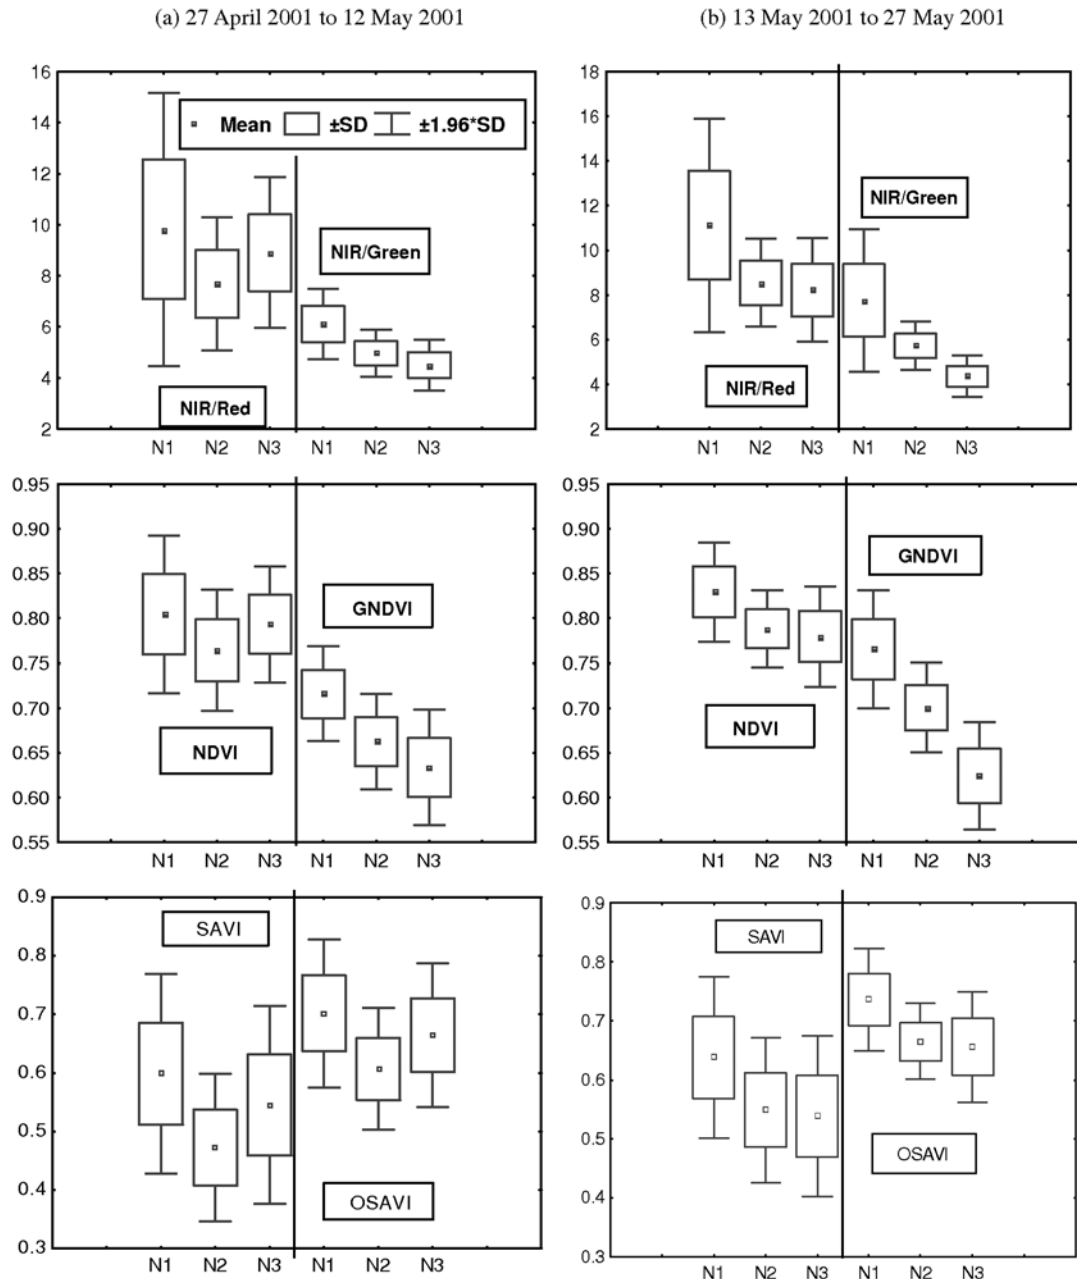 (a) 27 April 2001 to 12 May 2001
(b) 13 May 2001 to 27 May 2001
16
14
12
10
8
6
4
2
Mean ±SD ±1.96*SD
NIR/Green
NIR/Red
N1 N2 N3 N1 N2 N3
18
16
14
12
10
8
6
4
2
NIR/Green
NIR/Red
N1 N2 N3 N1 N2 N3
0.95
0.90
0.85
0.80
0.75
0.70
0.65
0.60
0.55
GNDVI
NDVI
N1 N2 N3 N1 N2 N3
0.95
0.90
0.85
0.80
0.75
0.70
0.65
0.60
0.55
GNDVI
NDVI
N1 N2 N3 N1 N2 N3
0.9
0.8
0.7
0.6
0.5
0.4
0.3
SAVI
OSAVI
N1 N2 N3 N1 N2 N3
0.9
0.8
0.7
0.6
0.5
0.4
0.3
SAVI
OSAVI
N1 N2 N3 N1 N2 N3